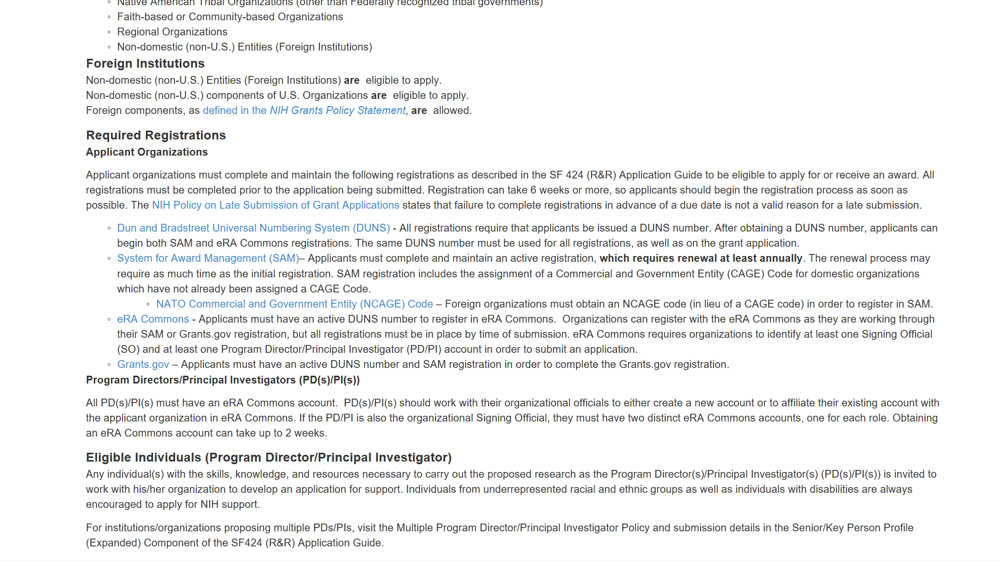 ◦ Native American Tribal Organizations (other than Federally recognized tribal governments)
◦ Faith-based or Community-based Organizations
◦ Regional Organizations
◦ Non-domestic (non-U.S.) Entities (Foreign Institutions)
Foreign Institutions
Non-domestic (non-U.S.) Entities (Foreign Institutions) are eligible to apply.
Non-domestic (non-U.S.) components of U.S. Organizations are eligible to apply.
Foreign components, as defined in the NIH Grants Policy Statement, are allowed.
Required Registrations
Applicant Organizations
Applicant organizations must complete and maintain the following registrations as described in the SF 424 (R&R) Application Guide to be eligible to apply for or receive an award. All
registrations must be completed prior to the application being submitted. Registration can take 6 weeks or more, so applicants should begin the registration process as soon as
possible. The NIH Policy on Late Submission of Grant Applications states that failure to complete registrations in advance of a due date is not a valid reason for a late submission.
◦ Dun and Bradstreet Universal Numbering System (DUNS) - All registrations require that applicants be issued a DUNS number. After obtaining a DUNS number, applicants can
begin both SAM and eRA Commons registrations. The same DUNS number must be used for all registrations, as well as on the grant application.
◦ System for Award Management (SAM)– Applicants must complete and maintain an active registration, which requires renewal at least annually. The renewal process may
require as much time as the initial registration. SAM registration includes the assignment of a Commercial and Government Entity (CAGE) Code for domestic organizations
which have not already been assigned a CAGE Code.
◦ NATO Commercial and Government Entity (NCAGE) Code – Foreign organizations must obtain an NCAGE code (in lieu of a CAGE code) in order to register in SAM.
◦ eRA Commons - Applicants must have an active DUNS number to register in eRA Commons. Organizations can register with the eRA Commons as they are working through
their SAM or Grants.gov registration, but all registrations must be in place by time of submission. eRA Commons requires organizations to identify at least one Signing Official
(SO) and at least one Program Director/Principal Investigator (PD/PI) account in order to submit an application.
◦ Grants.gov – Applicants must have an active DUNS number and SAM registration in order to complete the Grants.gov registration.
Program Directors/Principal Investigators (PD(s)/PI(s))
All PD(s)/PI(s) must have an eRA Commons account. PD(s)/PI(s) should work with their organizational officials to either create a new account or to affiliate their existing account with
the applicant organization in eRA Commons. If the PD/PI is also the organizational Signing Official, they must have two distinct eRA Commons accounts, one for each role. Obtaining
an eRA Commons account can take up to 2 weeks.
Eligible Individuals (Program Director/Principal Investigator)
Any individual(s) with the skills, knowledge, and resources necessary to carry out the proposed research as the Program Director(s)/Principal Investigator(s) (PD(s)/PI(s)) is invited to
work with his/her organization to develop an application for support. Individuals from underrepresented racial and ethnic groups as well as individuals with disabilities are always
encouraged to apply for NIH support.
For institutions/organizations proposing multiple PDs/PIs, visit the Multiple Program Director/Principal Investigator Policy and submission details in the Senior/Key Person Profile
(Expanded) Component of the SF424 (R&R) Application Guide.